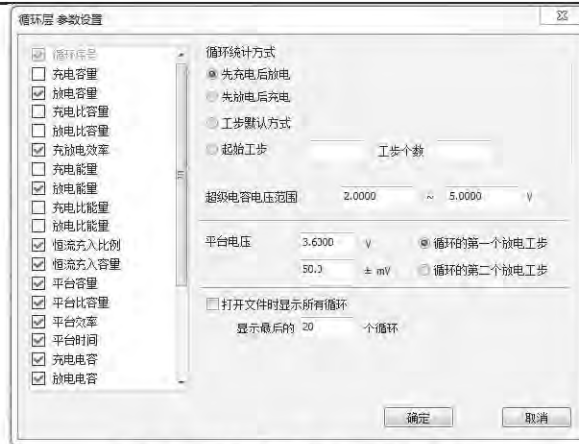 循环层 参数设置
循环序号
充电容量
放电容量
充电比容量
放电比容量
充放电效率
充电能量
放电能量
充电比能量
放电比能量
恒流充入比例
恒流充入容量
平台容量
平台比容量
平台效率
平台时间
充电电容
放电电容
循环统计方式
先充电后放电
先放电后充电
工步默认方式
起始工步 工步个数
超级电容电压范围 2.0000 ~ 5.0000 V
平台电压 3.6300 V 循环的第一个放电工步
50.0 ± mV 循环的第二个放电工步
打开文件时显示所有循环
显示最后的 20 个循环
确定 取消